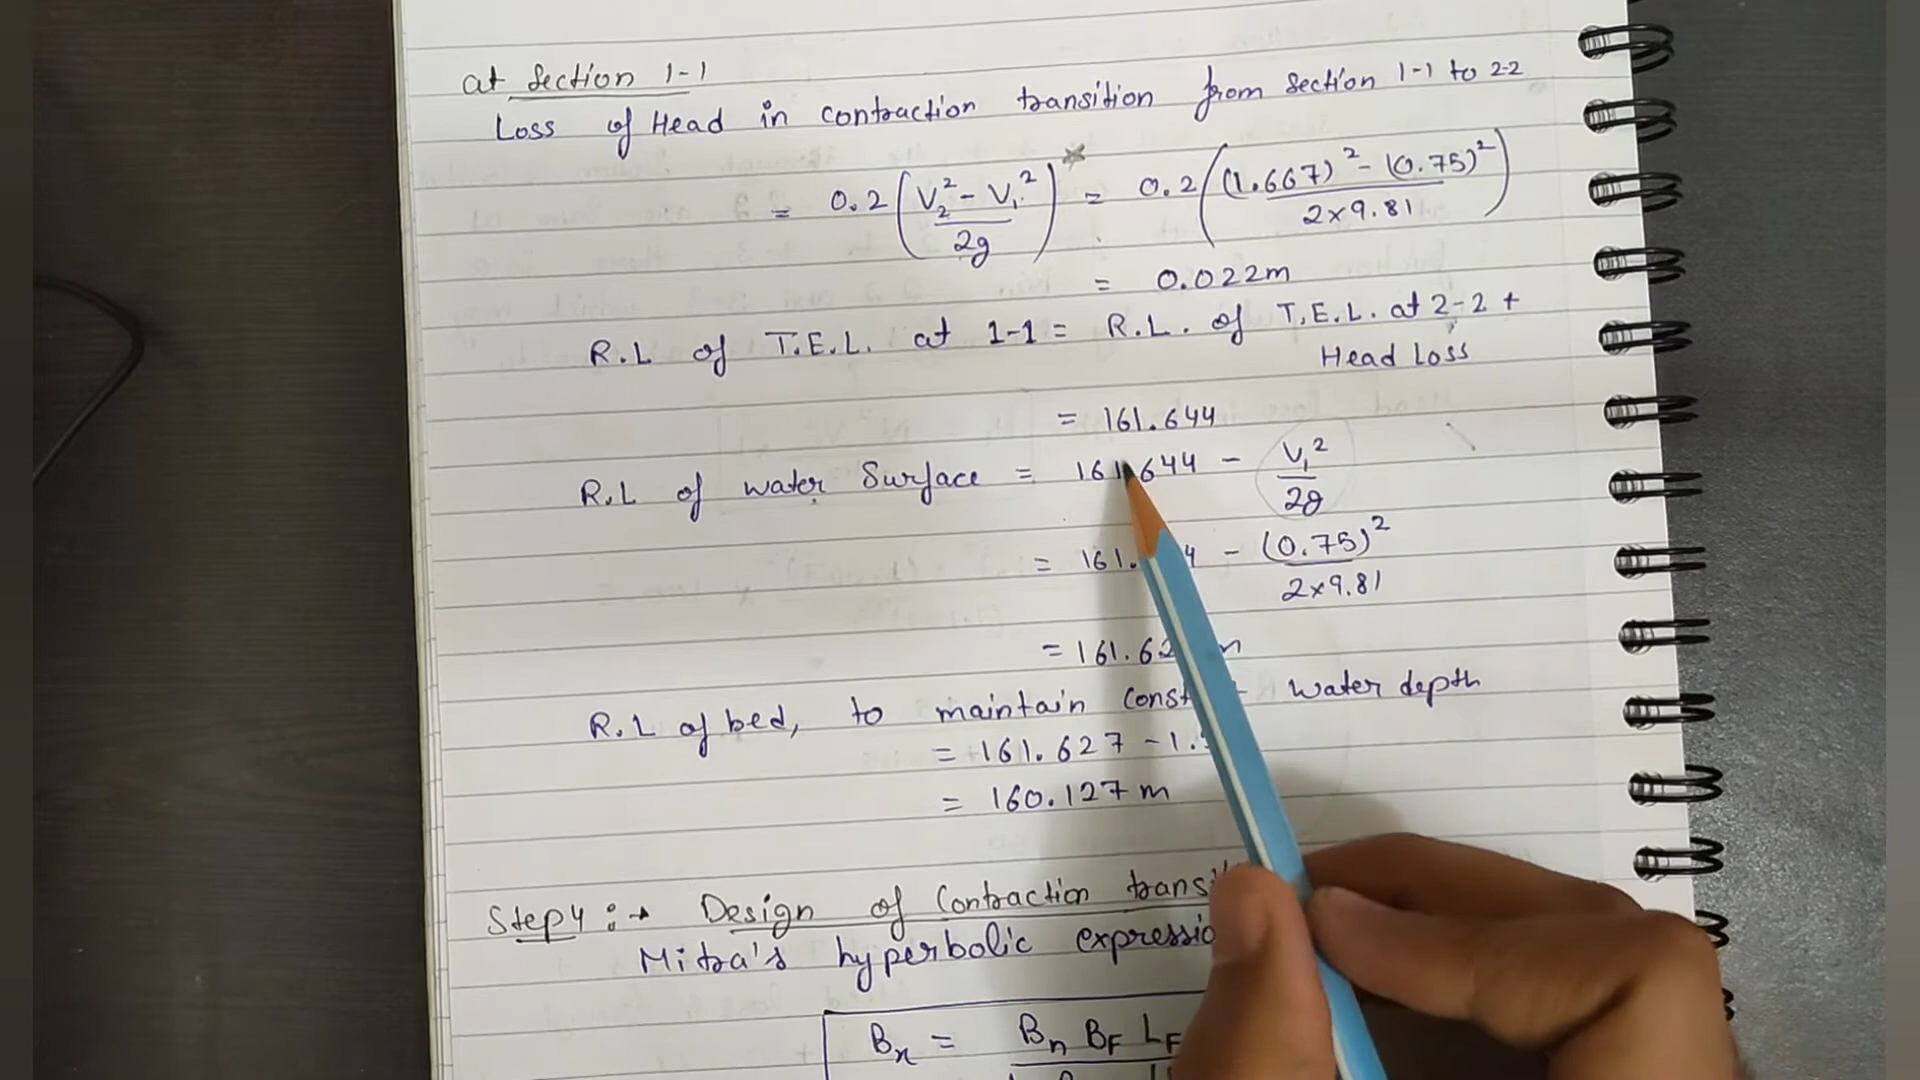 at Section 1-1
Loss of Head in contraction transition from section 1-1 to 2-2
= 0.2 ( V₂² - V₁² / 2g )* = 0.2 ( (1.667)² - (0.75)² / 2×9.81 )
= 0.022m
R.L of T.E.L. at 1-1 = R.L. of T.E.L. at 2-2 +
Head Loss
= 161.644
R.L of water Surface = 161.644 - V₁² / 2g
= 161. 4 - (0.75)² / 2×9.81
= 161.62
R.L of bed, to maintain water depth
= 161.627 - 1.
= 160.127 m
Step 4 :→ Design of Contraction
Mitra's hyperbolic
Bx = Bn BF LF